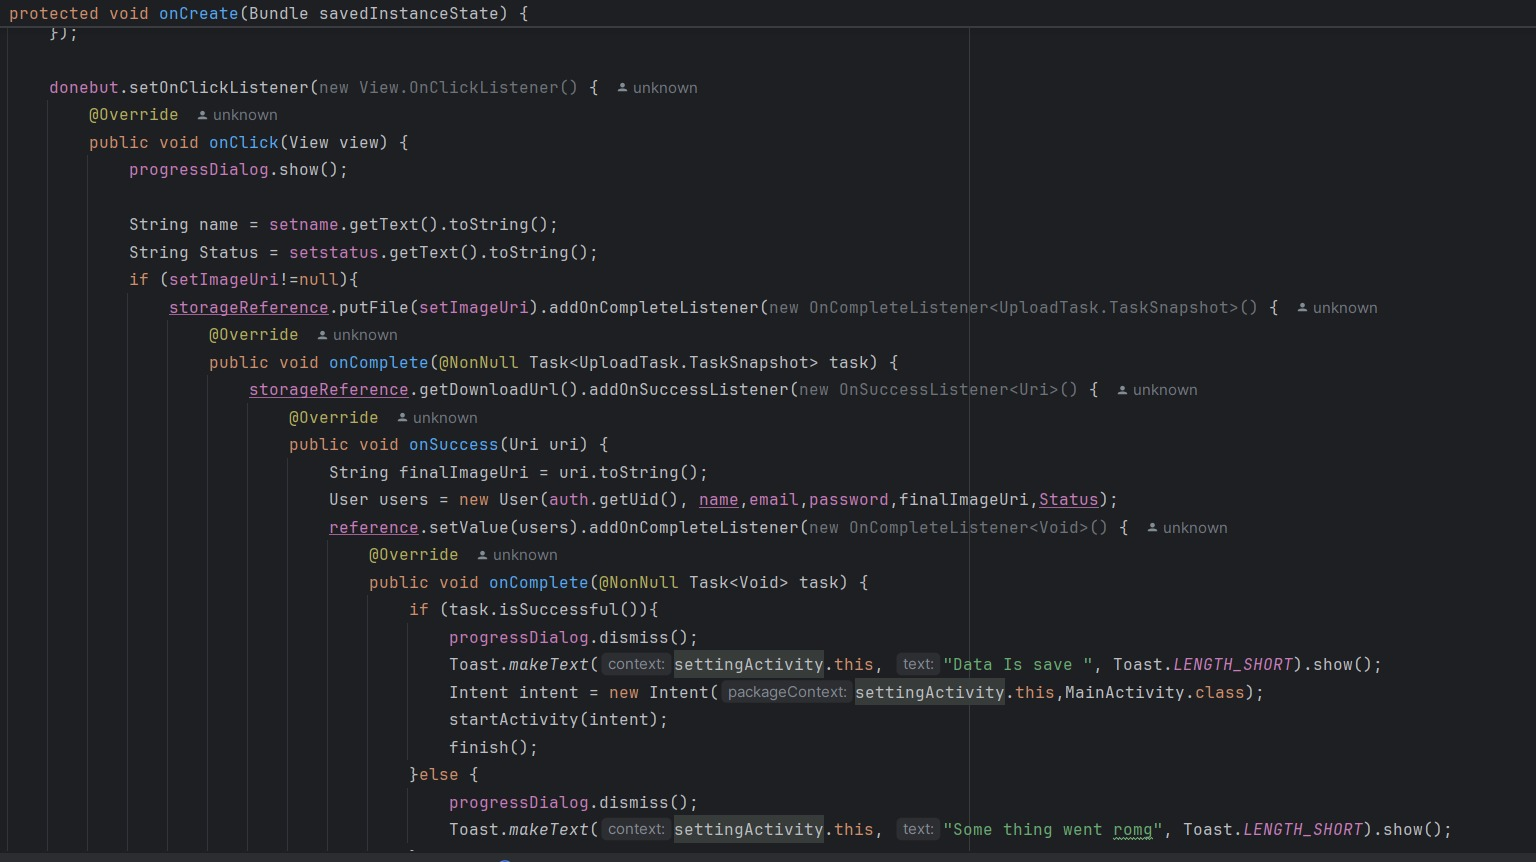 protected void onCreate(Bundle savedInstanceState) {
});
donebut.setOnClickListener(new View.OnClickListener() { unknown
@Override unknown
public void onClick(View view) {
progressDialog.show();
String name = setname.getText().toString();
String Status = setstatus.getText().toString();
if (setImageUri!=null){
storageReference.putFile(setImageUri).addOnCompleteListener(new OnCompleteListener<UploadTask.TaskSnapshot>() { unknown
@Override unknown
public void onComplete(@NonNull Task<UploadTask.TaskSnapshot> task) {
storageReference.getDownloadUrl().addOnSuccessListener(new OnSuccessListener<Uri>() { unknown
@Override unknown
public void onSuccess(Uri uri) {
String finalImageUri = uri.toString();
User users = new User(auth.getUid(), name,email,password,finalImageUri,Status);
reference.setValue(users).addOnCompleteListener(new OnCompleteListener<Void>() { unknown
@Override unknown
public void onComplete(@NonNull Task<Void> task) {
if (task.isSuccessful()){
progressDialog.dismiss();
Toast.makeText( context: settingActivity.this, text: "Data Is save ", Toast.LENGTH_SHORT).show();
Intent intent = new Intent( packageContext: settingActivity.this,MainActivity.class);
startActivity(intent);
finish();
}else {
progressDialog.dismiss();
Toast.makeText( context: settingActivity.this, text: "Some thing went romg", Toast.LENGTH_SHORT).show();